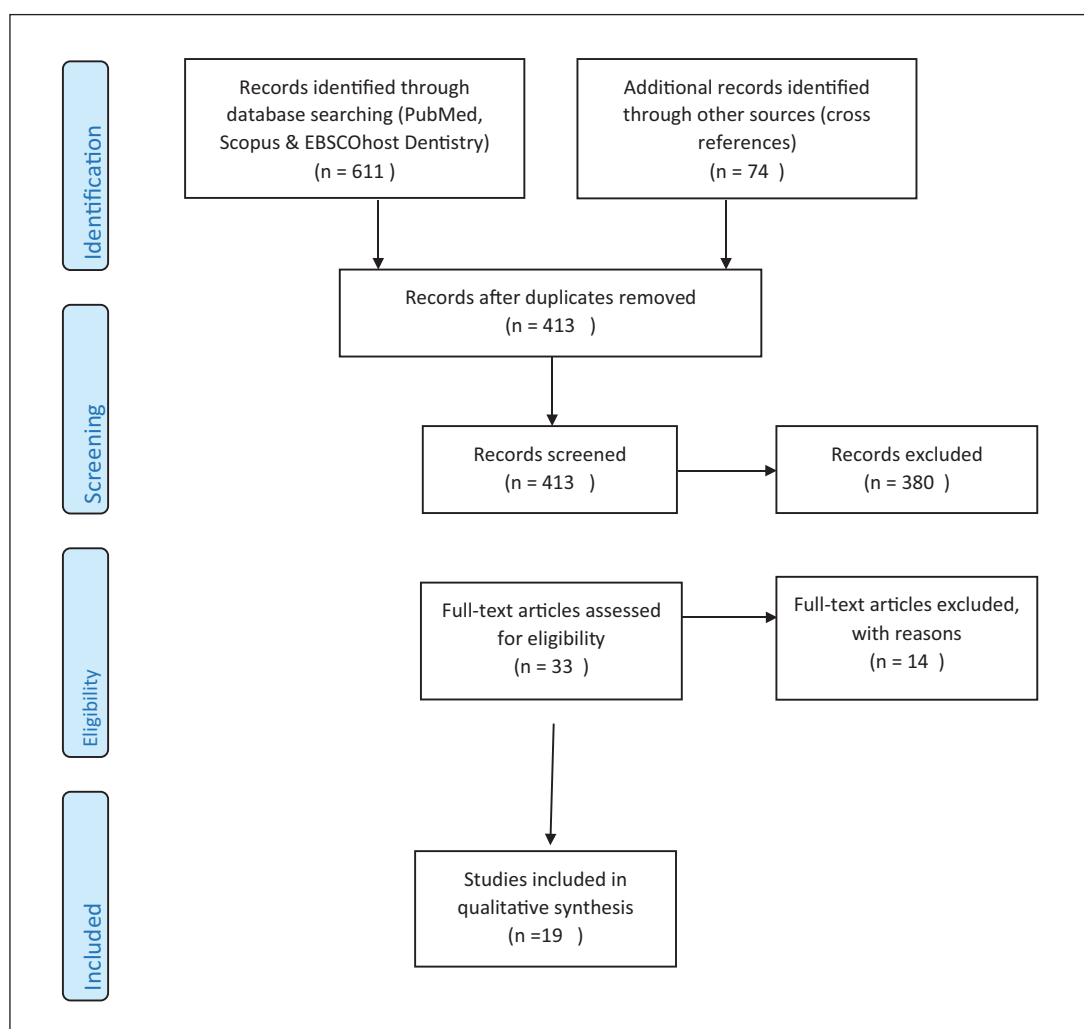 Identification
Records identified through
database searching (PubMed,
Scopus & EBSCOhost Dentistry)
(n = 611 )
Additional records identified
through other sources (cross
references)
(n = 74 )
Records after duplicates removed
(n = 413 )
Screening
Records screened
(n = 413 )
Records excluded
(n = 380 )
Eligibility
Full-text articles assessed
for eligibility
(n = 33 )
Full-text articles excluded,
with reasons
(n = 14 )
Included
Studies included in
qualitative synthesis
(n =19 )